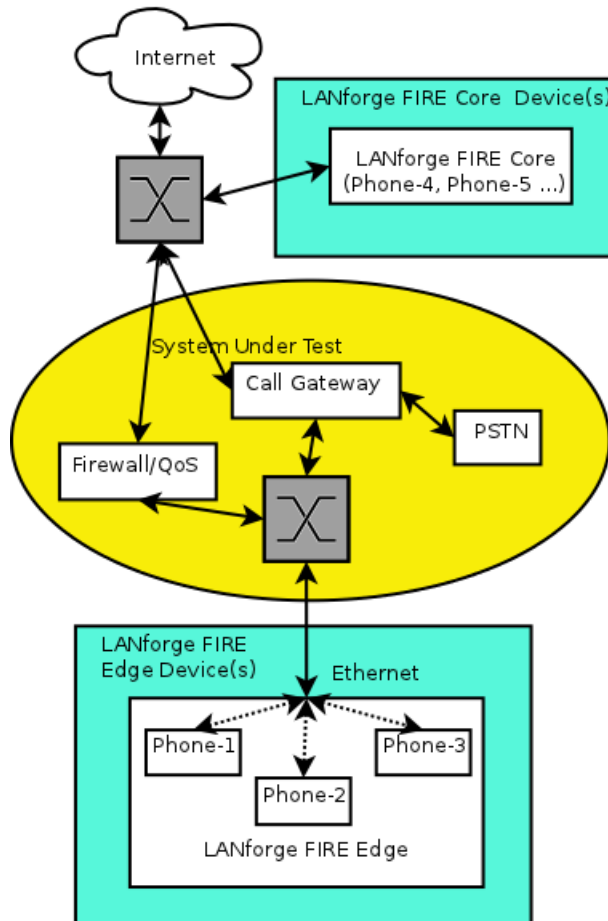 Internet
LANforge FIRE Core Device(s)
LANforge FIRE Core
(Phone-4, Phone-5 ...)
System Under Test
Call Gateway
PSTN
Firewall/QoS
LANforge FIRE
Edge Device(s)
Ethernet
Phone-1
Phone-3
Phone-2
LANforge FIRE Edge